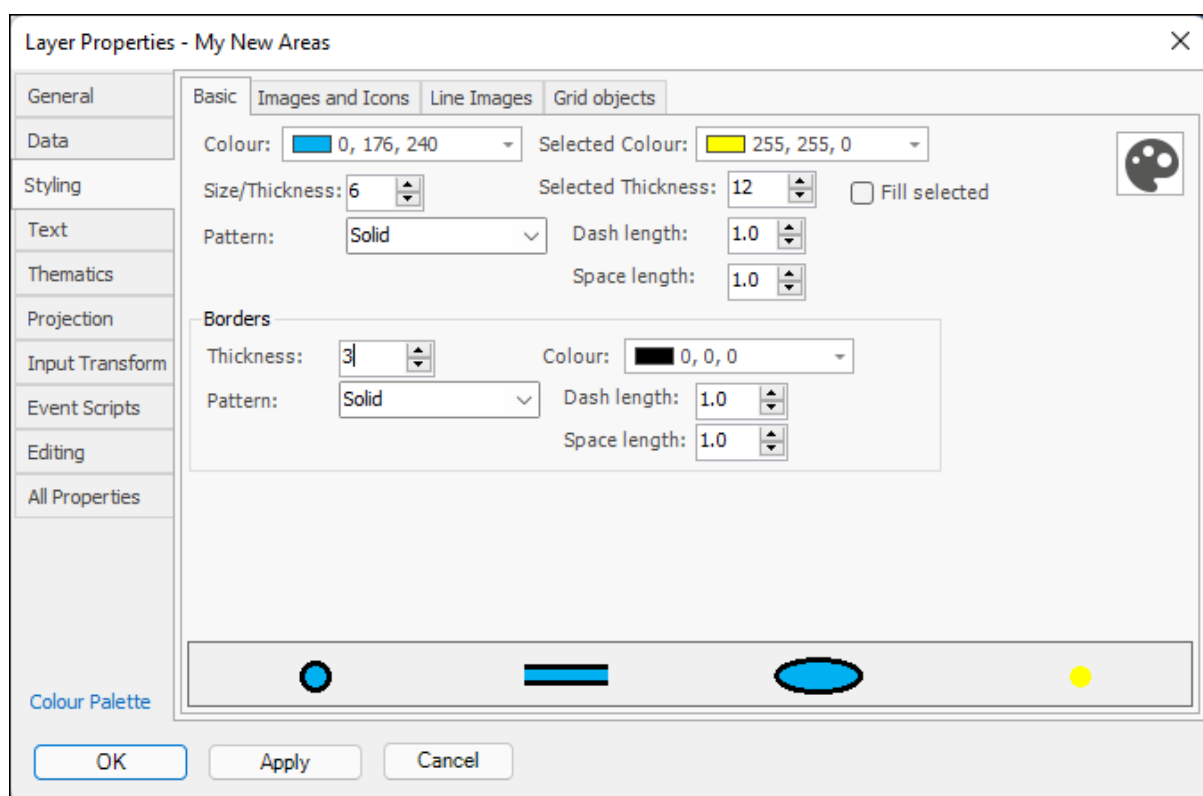 Layer Properties - My New Areas
General
Data
Styling
Text
Thematics
Projection
Input Transform
Event Scripts
Editing
All Properties
Colour Palette
Basic Images and Icons Line Images Grid objects
Colour: 0, 176, 240 Selected Colour: 255, 255, 0
Size/Thickness: 6 Selected Thickness: 12 Fill selected
Pattern: Solid Dash length: 1.0
Space length: 1.0
Borders
Thickness: 3 Colour: 0, 0, 0
Pattern: Solid Dash length: 1.0
Space length: 1.0
OK Apply Cancel